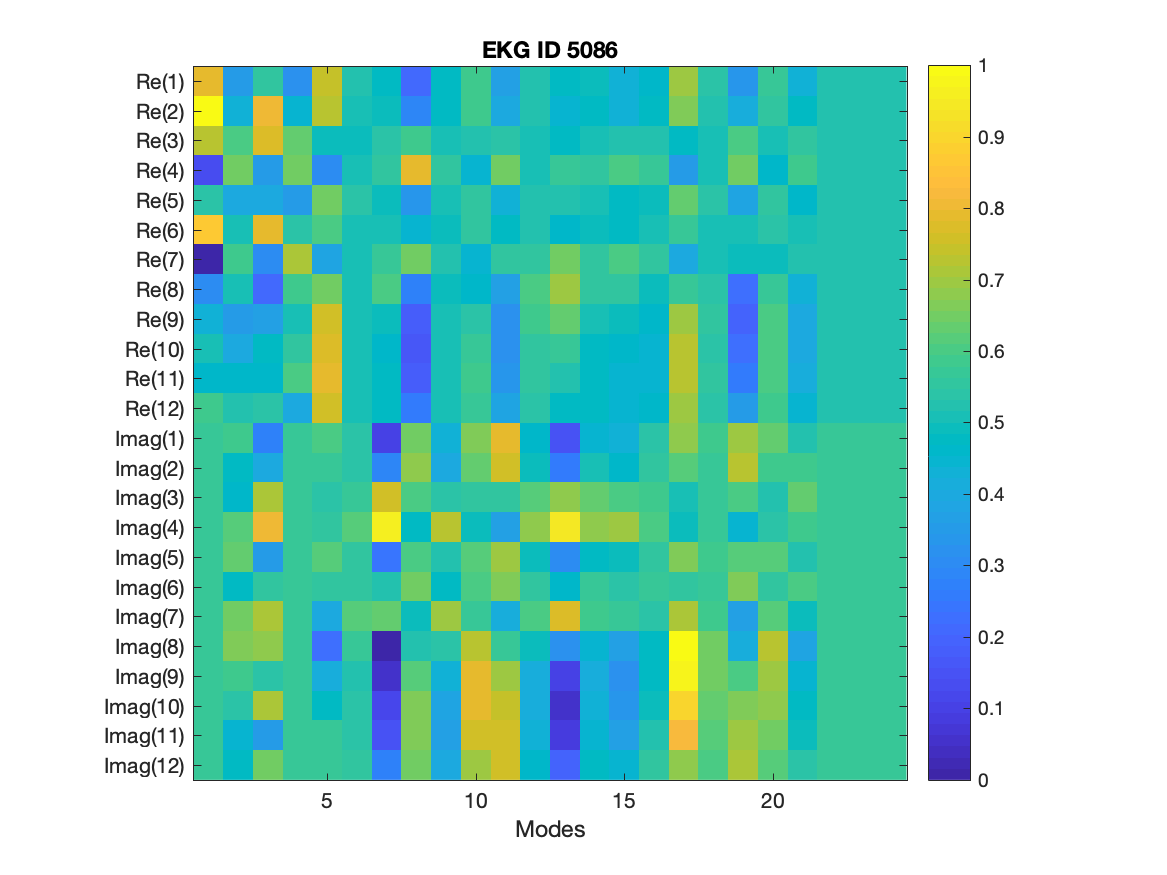 EKG ID 5086
Re(1)
Re(2)
Re(3)
Re(4)
Re(5)
Re(6)
Re(7)
Re(8)
Re(9)
Re(10)
Re(11)
Re(12)
Imag(1)
Imag(2)
Imag(3)
Imag(4)
Imag(5)
Imag(6)
Imag(7)
Imag(8)
Imag(9)
Imag(10)
Imag(11)
Imag(12)
5 10 15 20
Modes
1
0.9
0.8
0.7
0.6
0.5
0.4
0.3
0.2
0.1
0